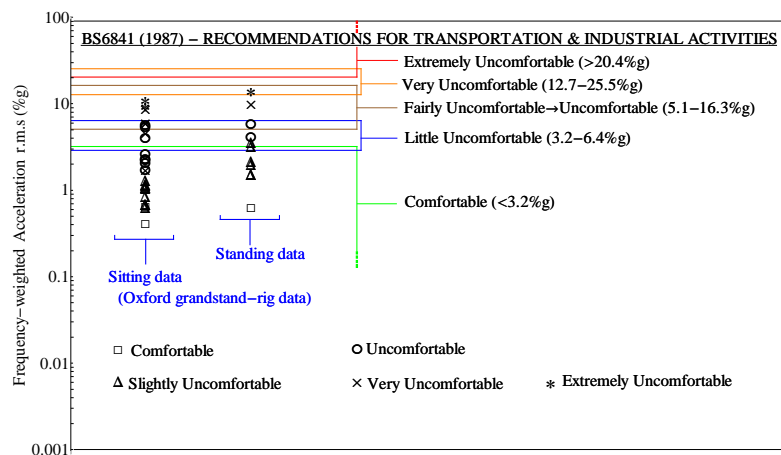 BS6841 (1987) − RECOMMENDATIONS FOR TRANSPORTATION & INDUSTRIAL ACTIVITIES
Frequency−weighted Acceleration r.m.s (%g)
100
10
1
0.1
0.01
0.001
Extremely Uncomfortable (>20.4%g)
Very Uncomfortable (12.7−25.5%g)
Fairly Uncomfortable→Uncomfortable (5.1−16.3%g)
Little Uncomfortable (3.2−6.4%g)
Comfortable (<3.2%g)
Standing data
Sitting data
(Oxford grandstand−rig data)
Comfortable
Uncomfortable
Slightly Uncomfortable
Very Uncomfortable
Extremely Uncomfortable